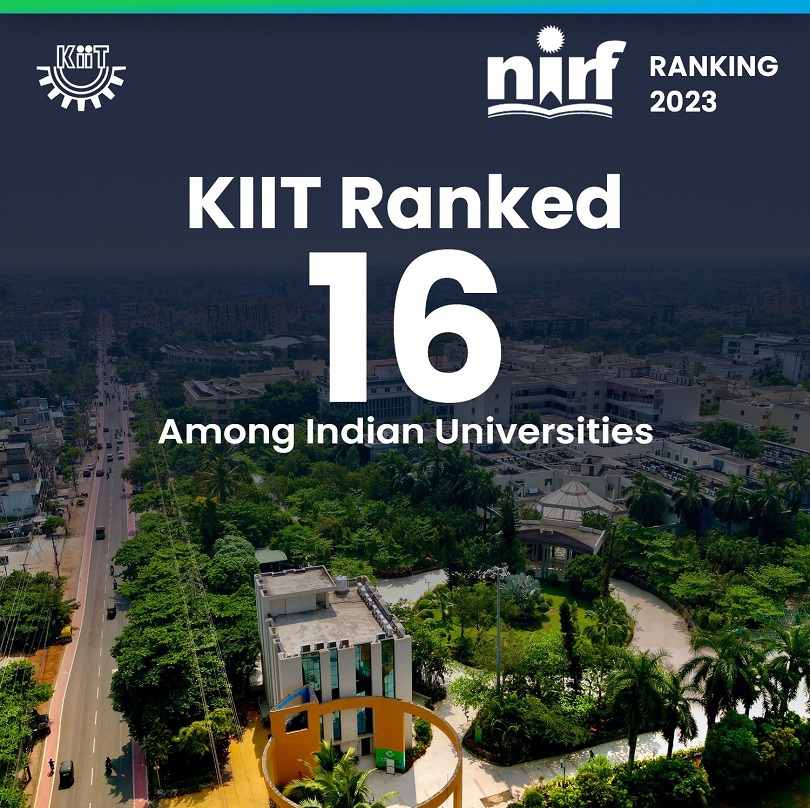 KiiT
nirf
RANKING
2023
KIIT Ranked
16
Among Indian Universities